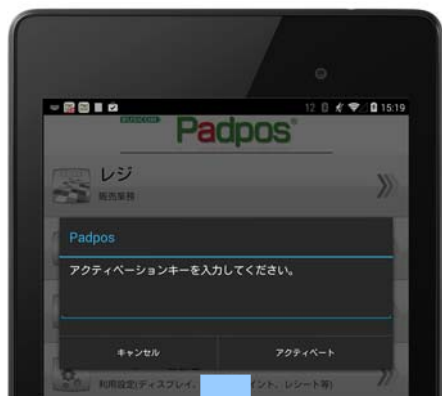 12 15:19
BUSICOM
Padpos®
レジ
販売業務
Padpos
アクティベーションキーを入力してください。
キャンセル アクティベート
利用設定(ディスプレイ、 イント、レシート等)